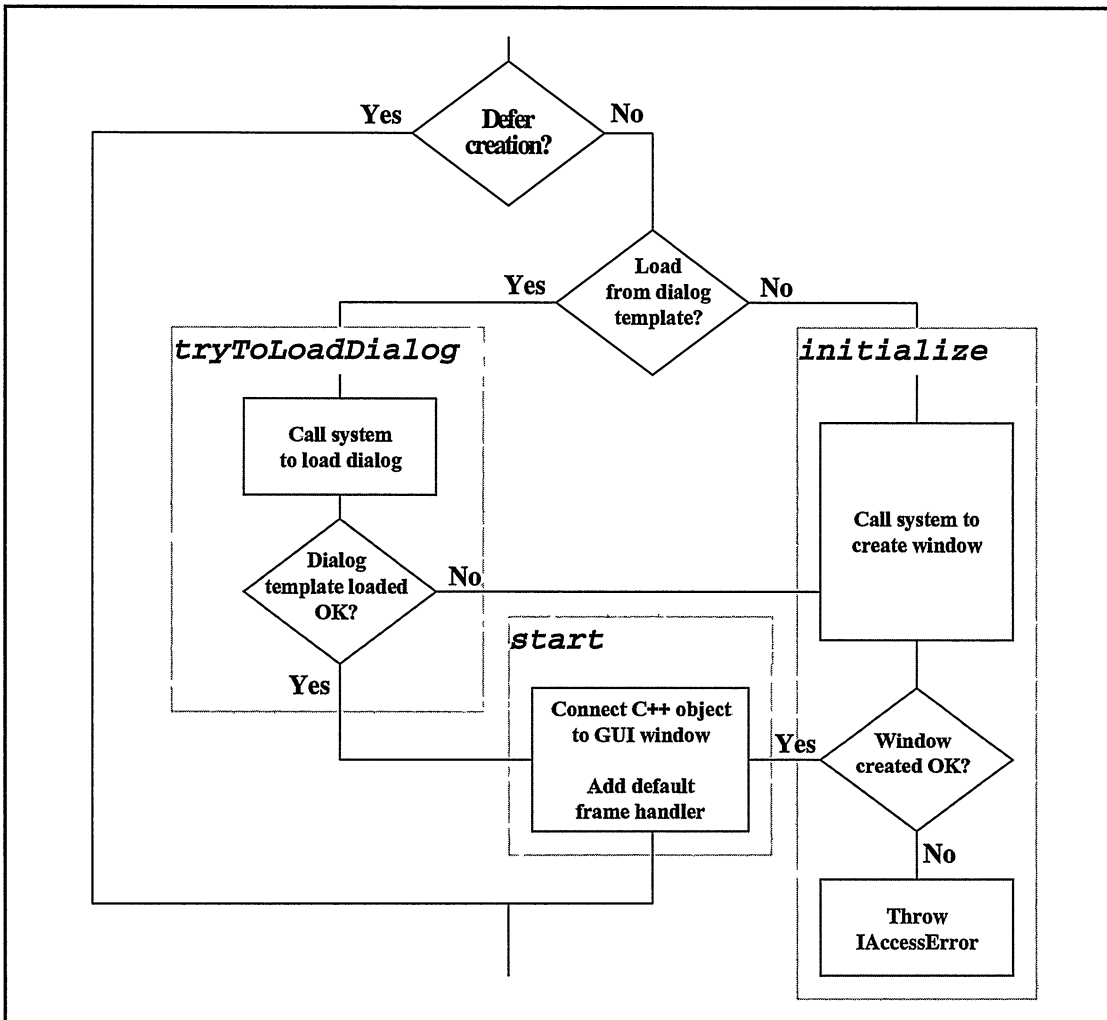 Yes
No
Defer
creation?
Yes
Load
from dialog
template?
No
tryToLoadDialog
initialize
Call system
to load dialog
Call system to
create window
Dialog
template loaded
OK?
No
start
Yes
Connect C++ object
to GUI window
Add default
frame handler
Yes
Window
created OK?
No
Throw
IAccessError